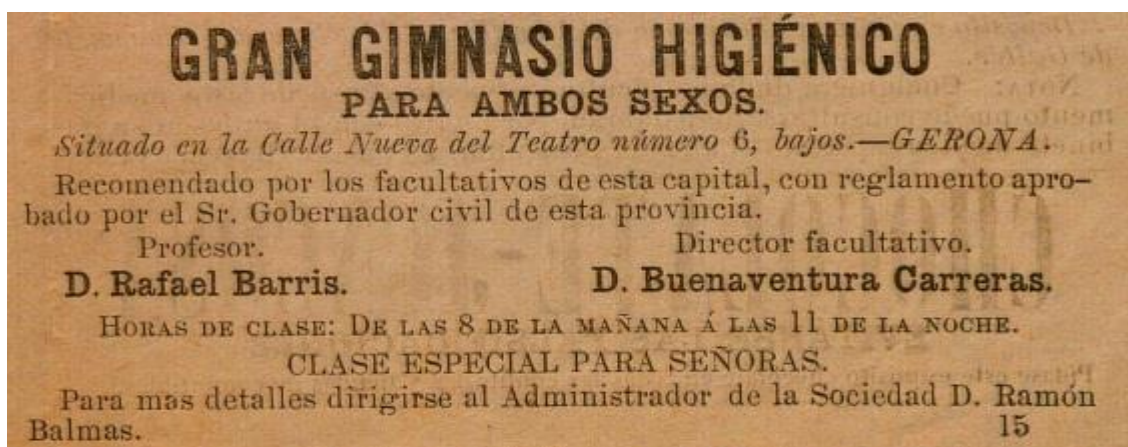 GRAN GIMNASIO HIGIÉNICO
PARA AMBOS SEXOS.
Situado en la Calle Nueva del Teatro número 6, bajos.—GERONA.
Recomendado por los facultativos de esta capital, con reglamento apro-
bado por el Sr. Gobernador civil de esta provincia.
Profesor. Director facultativo.
D. Rafael Barris. D. Buenaventura Carreras.
HORAS DE CLASE: DE LAS 8 DE LA MAÑANA Á LAS 11 DE LA NOCHE.
CLASE ESPECIAL PARA SEÑORAS.
Para mas detalles dirigirse al Administrador de la Sociedad D. Ramón
Balmas. 15